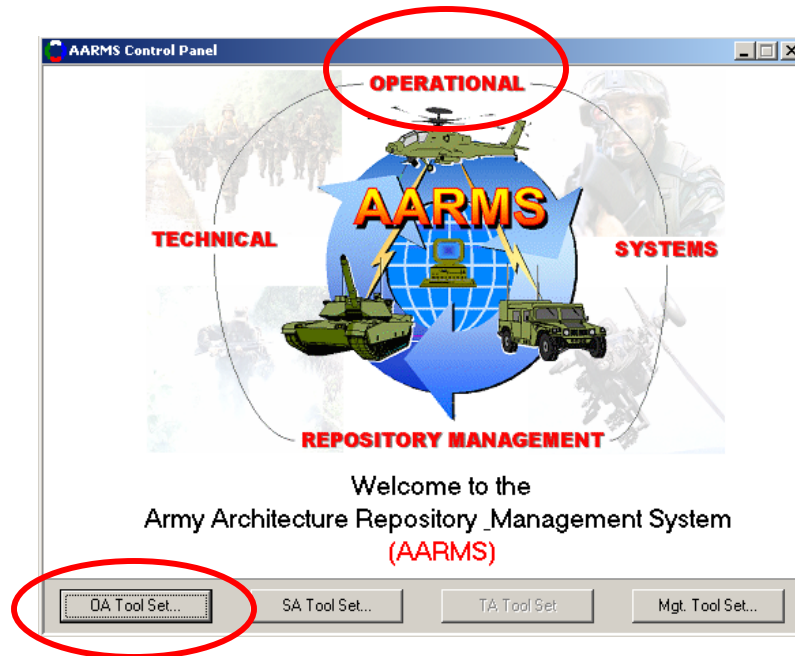 AARMS Control Panel
OPERATIONAL
AARMS
TECHNICAL
SYSTEMS
REPOSITORY MANAGEMENT
Welcome to the
Army Architecture Repository _Management System
(AARMS)
OA Tool Set... SA Tool Set... TA Tool Set Mgt. Tool Set...